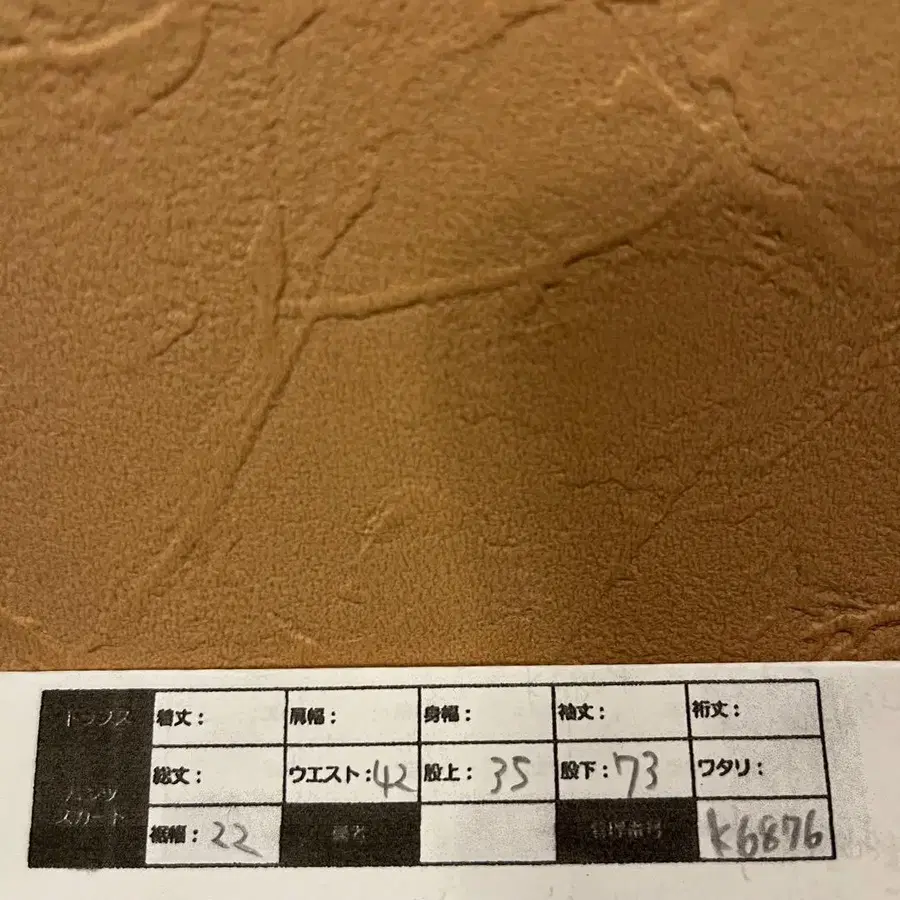 トップス 着丈： 肩幅： 身幅： 袖丈： 裄丈：
総丈： ウエスト：42 股上：35 股下：73 ワタリ：
パンツ
スカート 裾幅：22 K6876